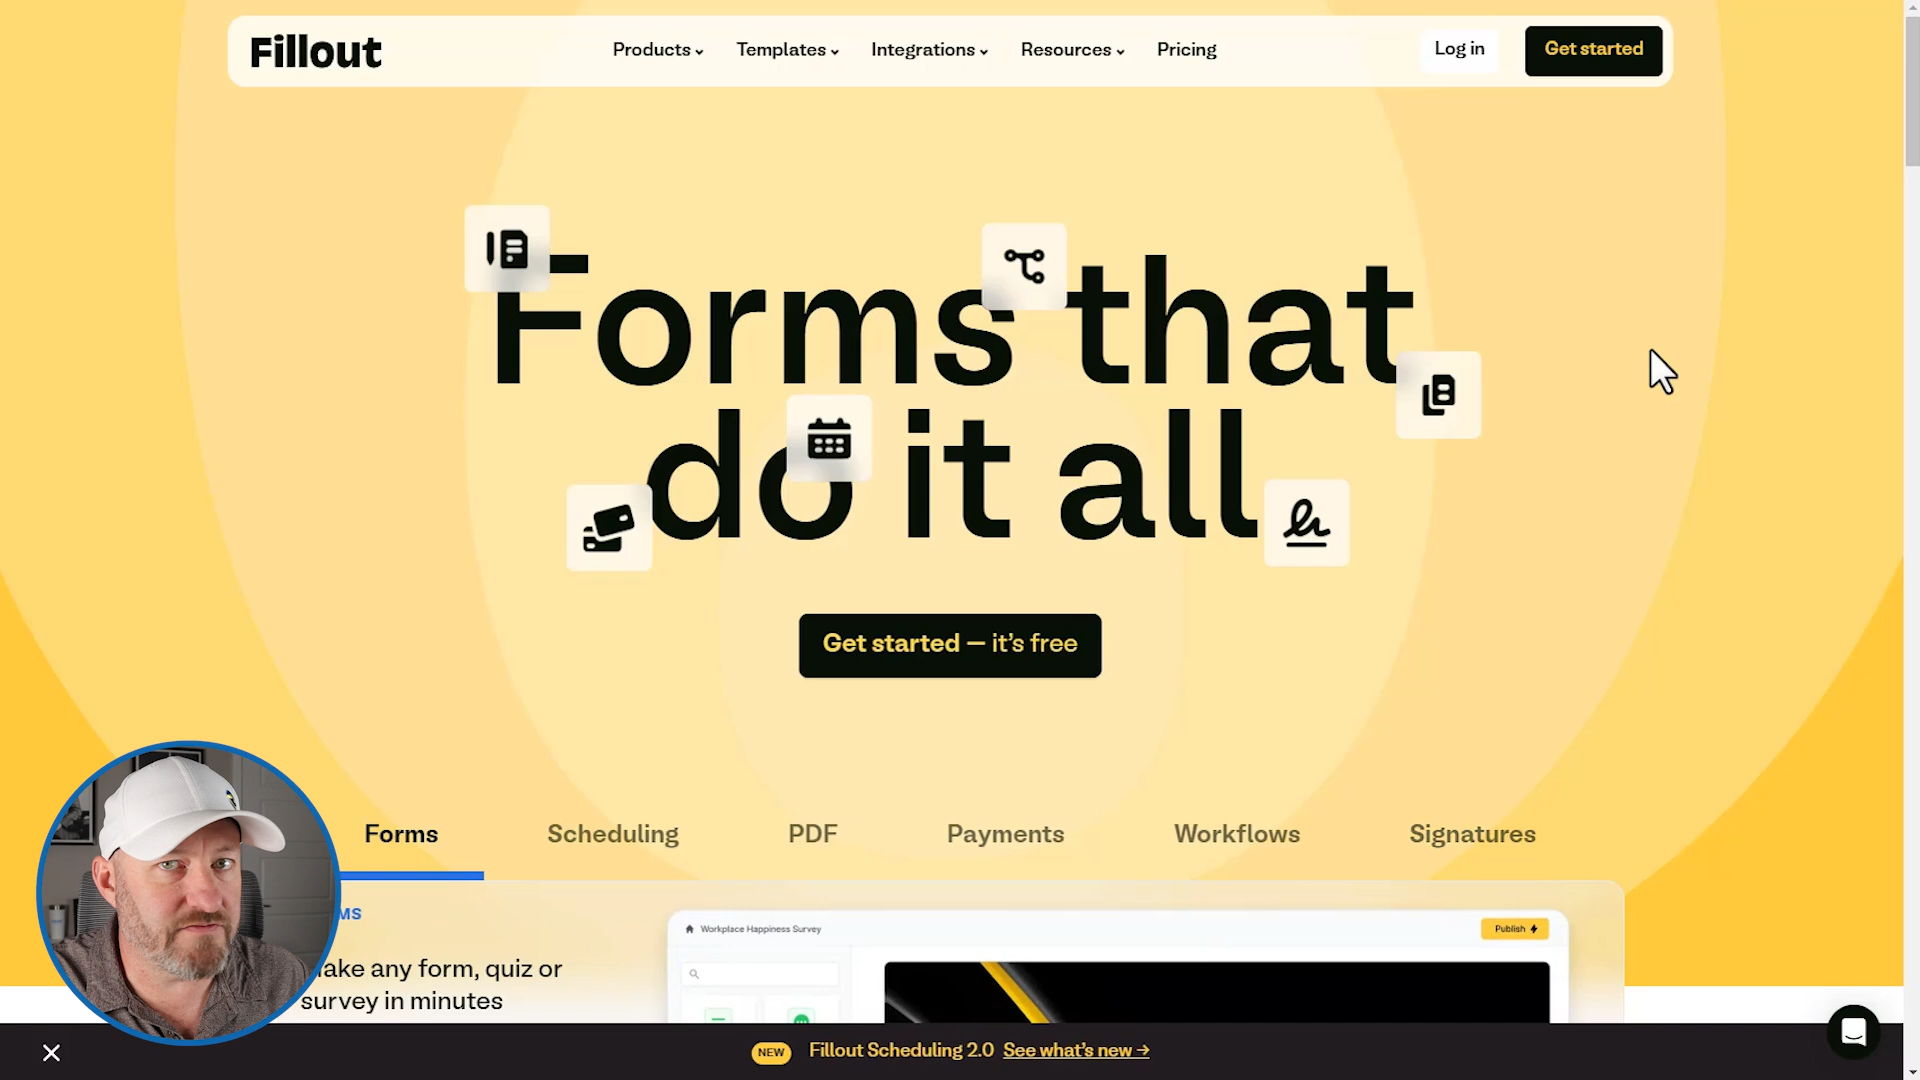 Fillout
Products
Templates
Integrations
Resources
Pricing
Log in
Get started
Forms that
do it all
Get started — it's free
Forms
Scheduling
PDF
Payments
Workflows
Signatures
MS
ake any form, quiz or
survey in minutes
Workplace Happiness Survey
Publish
NEW
Fillout Scheduling 2.0 See what's new →